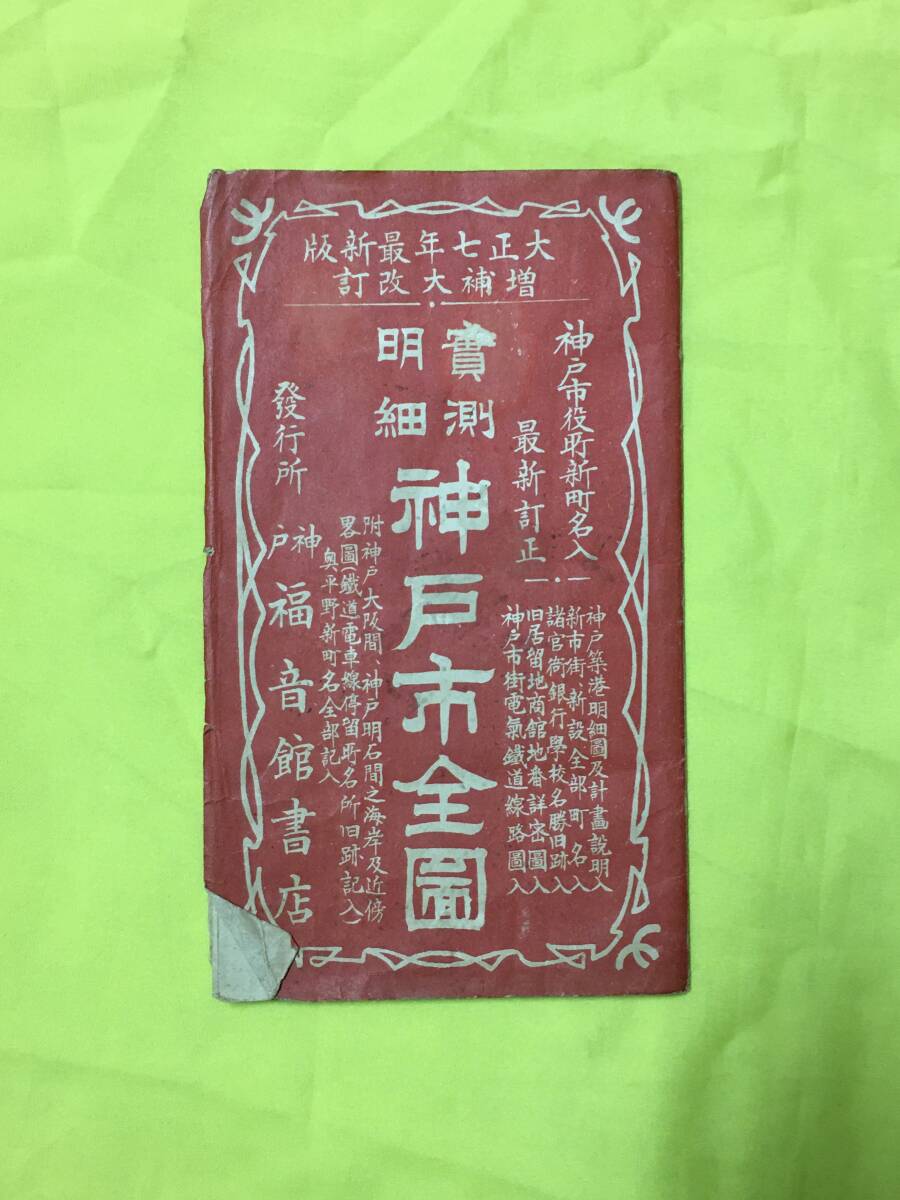 大正七年最新版
增補大改訂
神戸市役所新町名入
最新訂正
神戸築港明細圖及計畫說明入
新市街、新設全部町名入
諸官衙銀行學校名勝旧跡入
旧居留地商館地番詳密圖入
神戸市街電氣鐵道線路圖入
實測
明細
神戸市全圖
附神戸大阪間、神戸明石間之海岸及近傍
畧圖(鐵道電車線停留所名所旧跡記入)
奥平野新町名全部記入
發行所
神戸
福音館書店